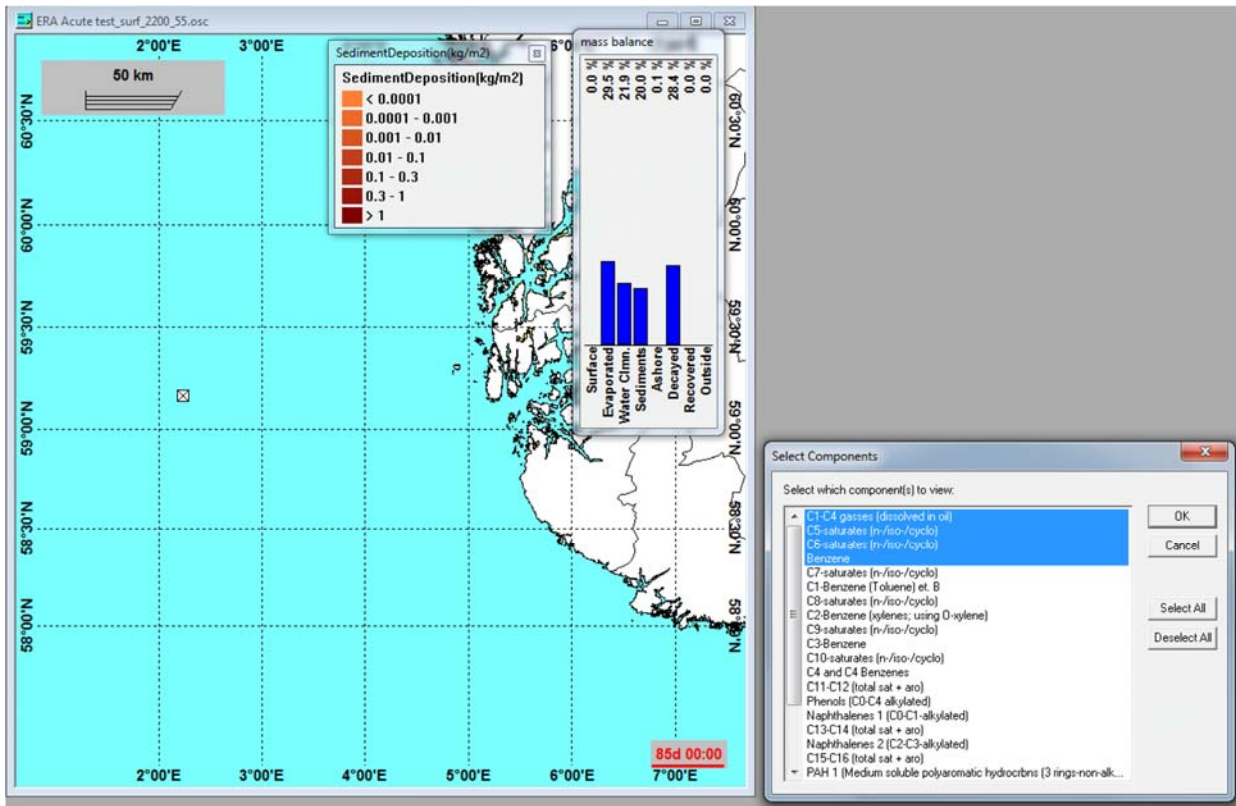 ERA Acute test_surf_2200_55.osc
2°00'E 3°00'E
50 km
SedimentDeposition(kg/m2)
SedimentDeposition(kg/m2)
< 0.0001
0.0001 - 0.001
0.001 - 0.01
0.01 - 0.1
0.1 - 0.3
0.3 - 1
> 1
mass balance
0.0 %
29.5 %
21.9 %
20.0 %
0.1 %
28.4 %
0.0 %
0.0 %
Surface
Evaporated
Water Clmn.
Sediments
Ashore
Decayed
Recovered
Outside
60°30'N
60°00'N
59°30'N
59°00'N
58°30'N
58°00'N
60°30'N
60°00'N
59°30'N
59°00'N
58°30'N
85d 00:00
2°00'E 3°00'E 4°00'E 5°00'E 6°00'E 7°00'E
Select Components
Select which component(s) to view:
C1-C4 gasses (dissolved in oil)
C5-saturates (n-/iso-/cyclo)
C6-saturates (n-/iso-/cyclo)
Benzene
C7-saturates (n-/iso-/cyclo)
C1-Benzene (Toluene) et. B
C8-saturates (n-/iso-/cyclo)
C2-Benzene (xylenes; using O-xylene)
C9-saturates (n-/iso-/cyclo)
C3-Benzene
C10-saturates (n-/iso-/cyclo)
C4 and C4 Benzenes
C11-C12 (total sat + aro)
Phenols (C0-C4 alkylated)
Naphthalenes 1 (C0-C1-alkylated)
C13-C14 (total sat + aro)
Naphthalenes 2 (C2-C3-alkylated)
C15-C16 (total sat + aro)
PAH 1 (Medium soluble polyaromatic hydrocrbns (3 rings-non-alk...
OK
Cancel
Select All
Deselect All